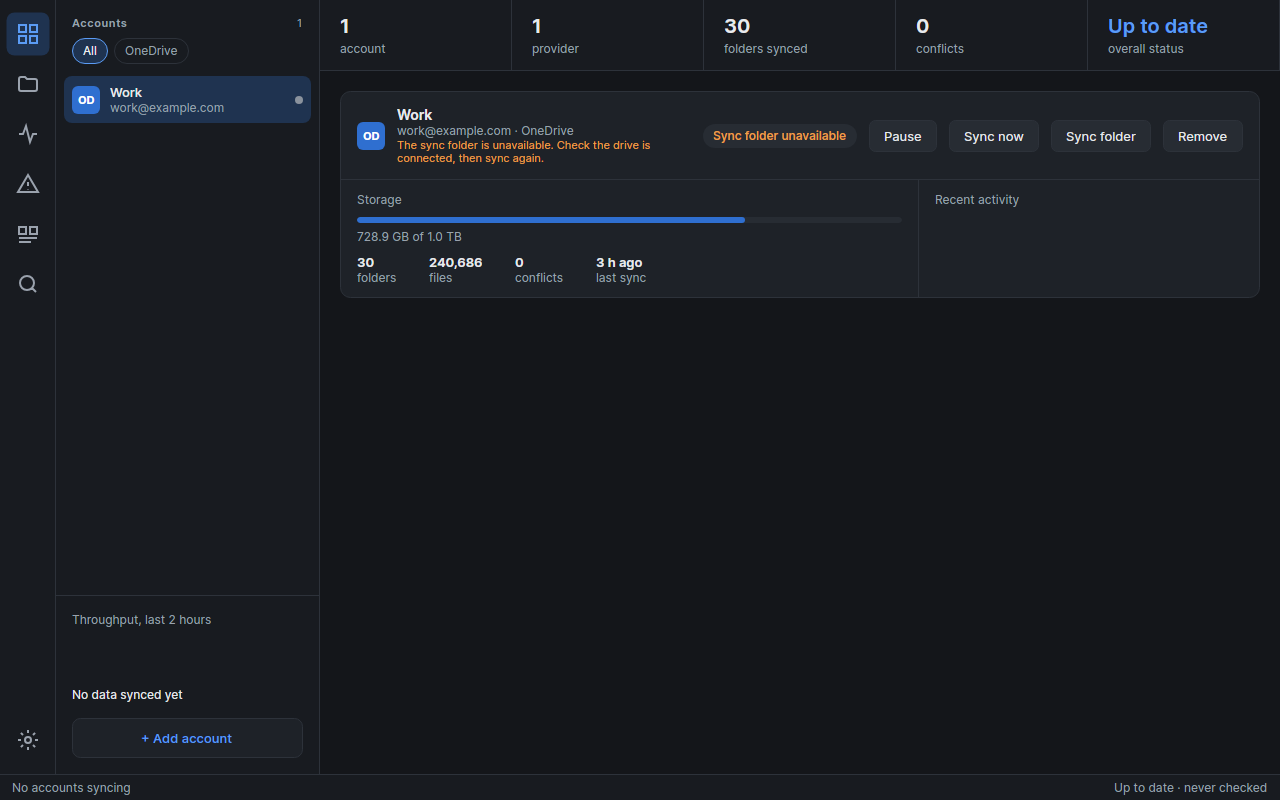 Accounts
1
All
OneDrive
OD
Work
work@example.com
Throughput, last 2 hours
No data synced yet
+ Add account
1
account
1
provider
30
folders synced
0
conflicts
Up to date
overall status
OD
Work
work@example.com · OneDrive
The sync folder is unavailable. Check the drive is
connected, then sync again.
Sync folder unavailable
Pause
Sync now
Sync folder
Remove
Storage
728.9 GB of 1.0 TB
30
folders
240,686
files
0
conflicts
3 h ago
last sync
Recent activity
No accounts syncing
Up to date · never checked